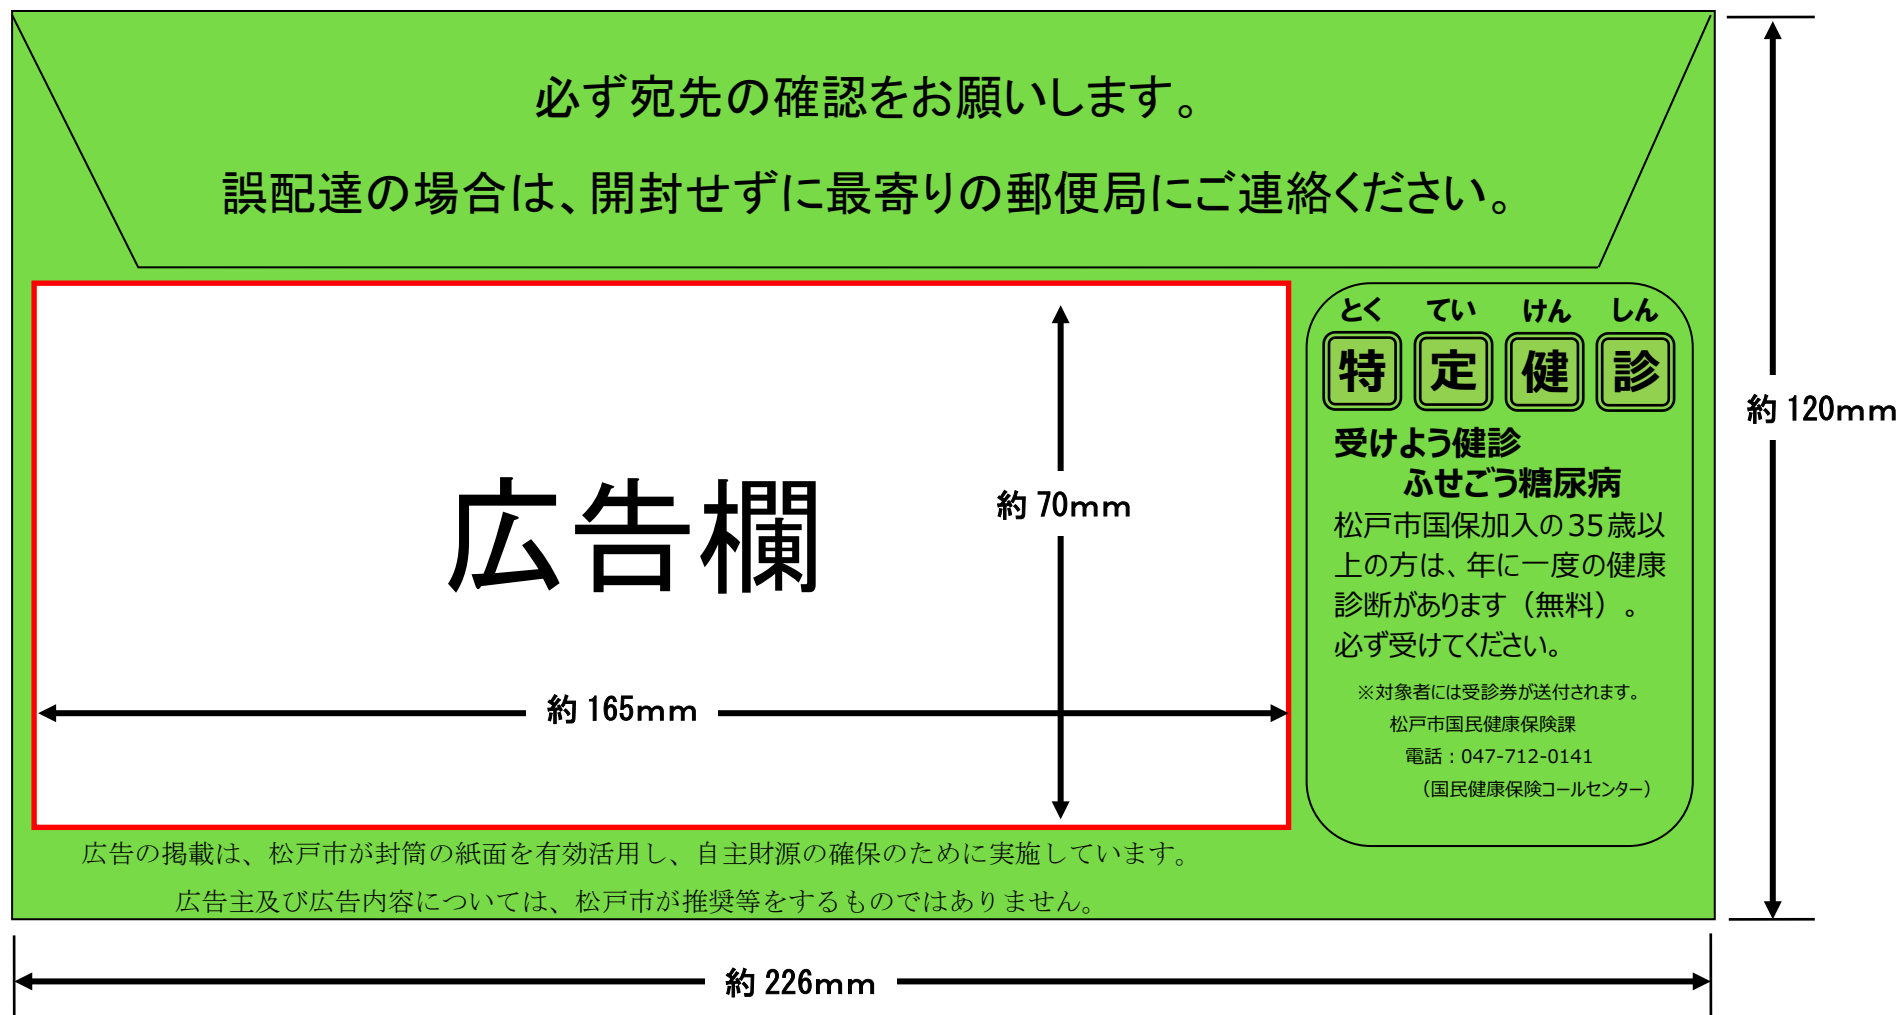 必ず宛先の確認をお願いします。
誤配達の場合は、開封せずに最寄りの郵便局にご連絡ください。
広告欄
約 70mm
約 165mm
とく てい けん しん
特 定 健 診
受けよう健診
ふせごう糖尿病
松戸市国保加入の35歳以
上の方は、年に一度の健康
診断があります（無料）。
必ず受けてください。
※対象者には受診券が送付されます。
松戸市国民健康保険課
電話：047-712-0141
（国民健康保険コールセンター）
約 120mm
広告の掲載は、松戸市が封筒の紙面を有効活用し、自主財源の確保のために実施しています。
広告主及び広告内容については、松戸市が推奨等をするものではありません。
約 226mm